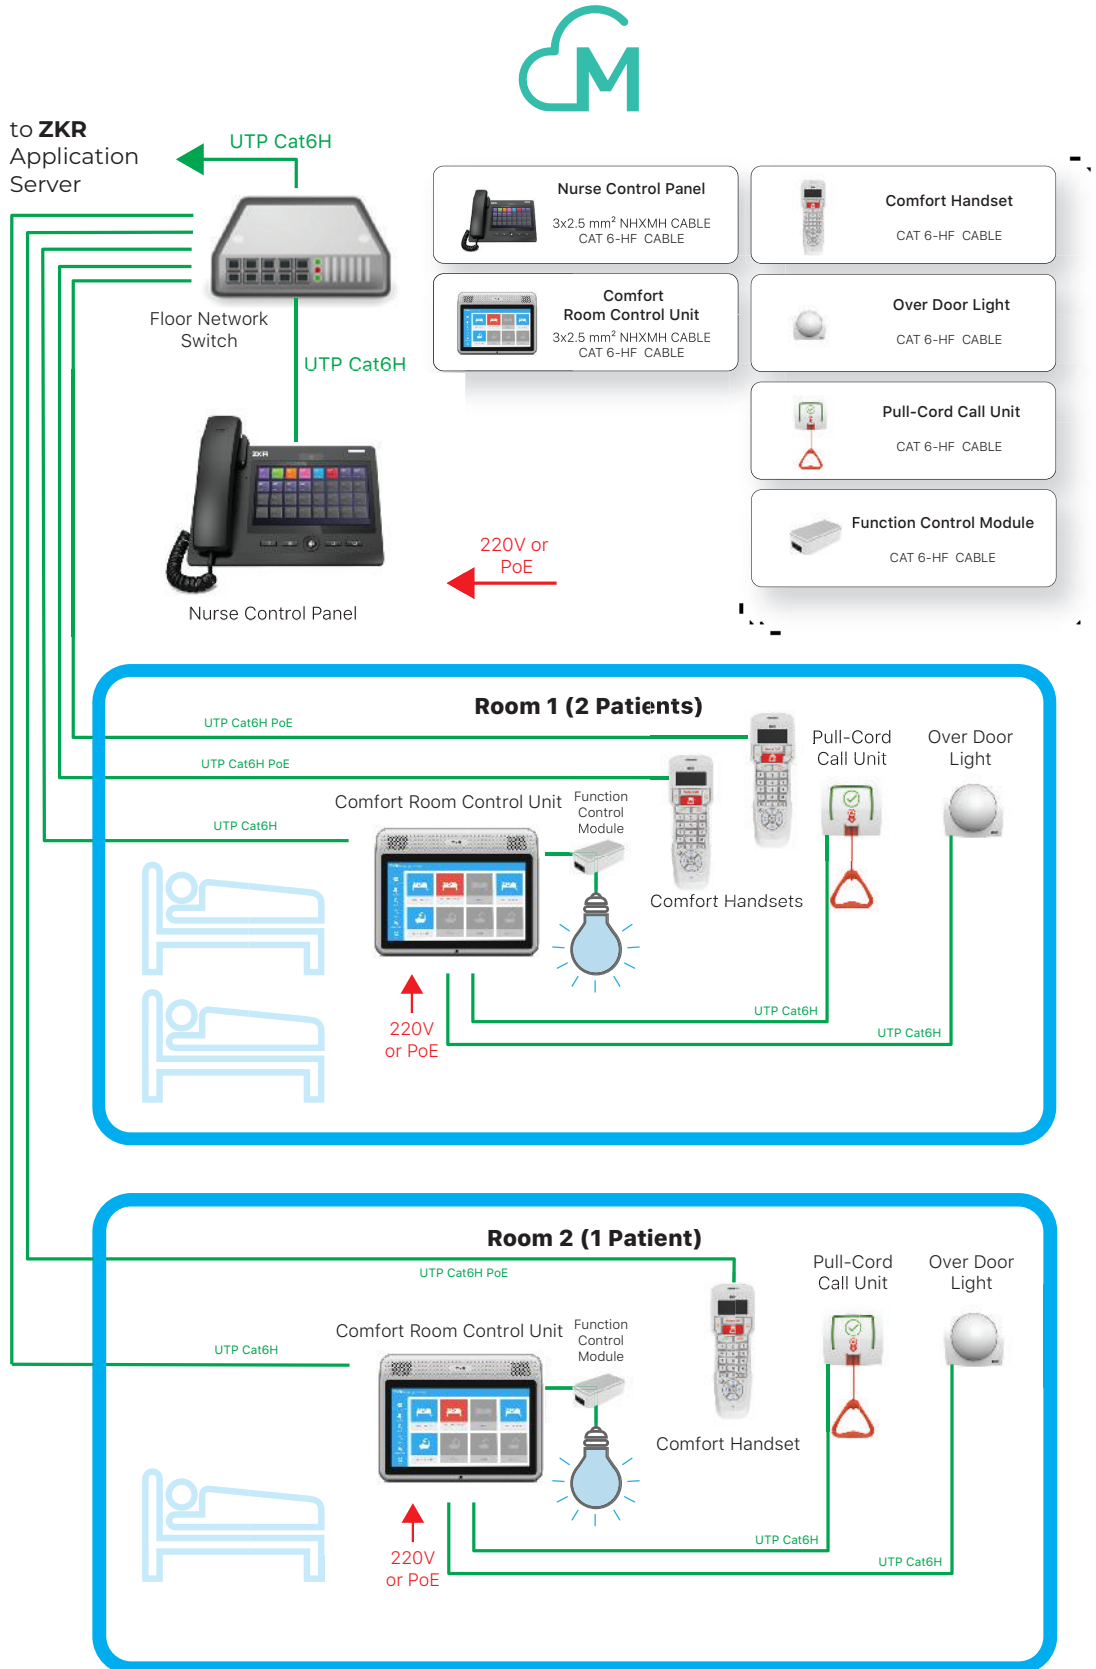 M
to ZKR
Application
Server
UTP Cat6H
Floor Network
Switch
UTP Cat6H
ZKR
Nurse Control Panel
220V or
PoE
Nurse Control Panel
3x2.5 mm² NHXMH CABLE
CAT 6-HF CABLE
Comfort
Room Control Unit
3x2.5 mm² NHXMH CABLE
CAT 6-HF CABLE
Comfort Handset
CAT 6-HF CABLE
Over Door Light
CAT 6-HF CABLE
Pull-Cord Call Unit
CAT 6-HF CABLE
Function Control Module
CAT 6-HF CABLE
Room 1 (2 Patients)
UTP Cat6H PoE
UTP Cat6H PoE
UTP Cat6H
Comfort Room Control Unit
Function
Control
Module
Comfort Handsets
Pull-Cord
Call Unit
Over Door
Light
220V
or PoE
UTP Cat6H
UTP Cat6H
Room 2 (1 Patient)
UTP Cat6H PoE
UTP Cat6H
Comfort Room Control Unit
Function
Control
Module
Comfort Handset
Pull-Cord
Call Unit
Over Door
Light
220V
or PoE
UTP Cat6H
UTP Cat6H